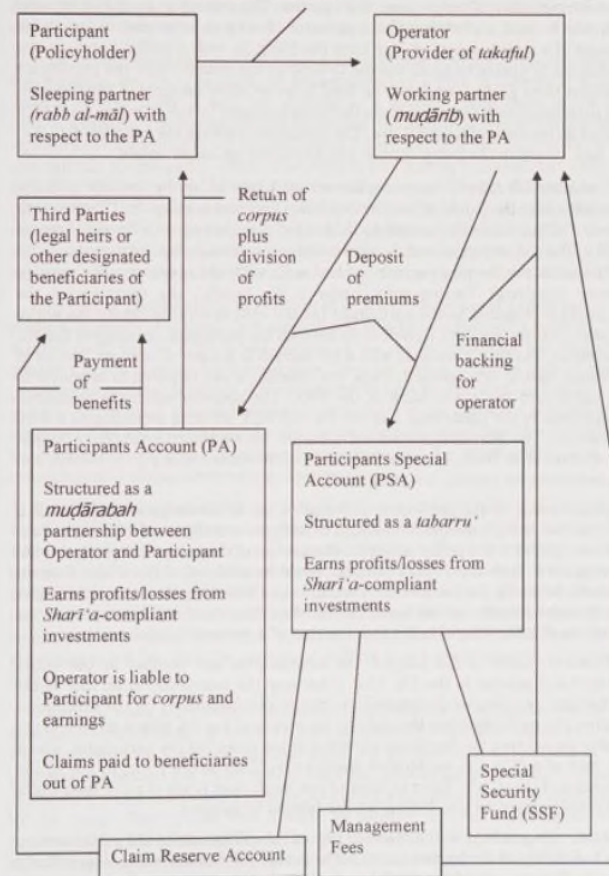 Participant
(Policyholder)
Sleeping partner
(rabb al-māl) with
respect to the PA
Operator
(Provider of takaful)
Working partner
(muḍārib) with
respect to the PA
Third Parties
(legal heirs or
other designated
beneficiaries of
the Participant)
Return of
corpus
plus
division
of
profits
Deposit
of
premiums
Financial
backing
for
operator
Payment
of
benefits
Participants Account (PA)
Structured as a
muḍārabah
partnership between
Operator and Participant
Earns profits/losses from
Sharī‘a-compliant
investments
Operator is liable to
Participant for corpus and
earnings
Claims paid to beneficiaries
out of PA
Participants Special
Account (PSA)
Structured as a tabarru‘
Earns profits/losses from
Sharī‘a-compliant
investments
Special
Security
Fund (SSF)
Management
Fees
Claim Reserve Account